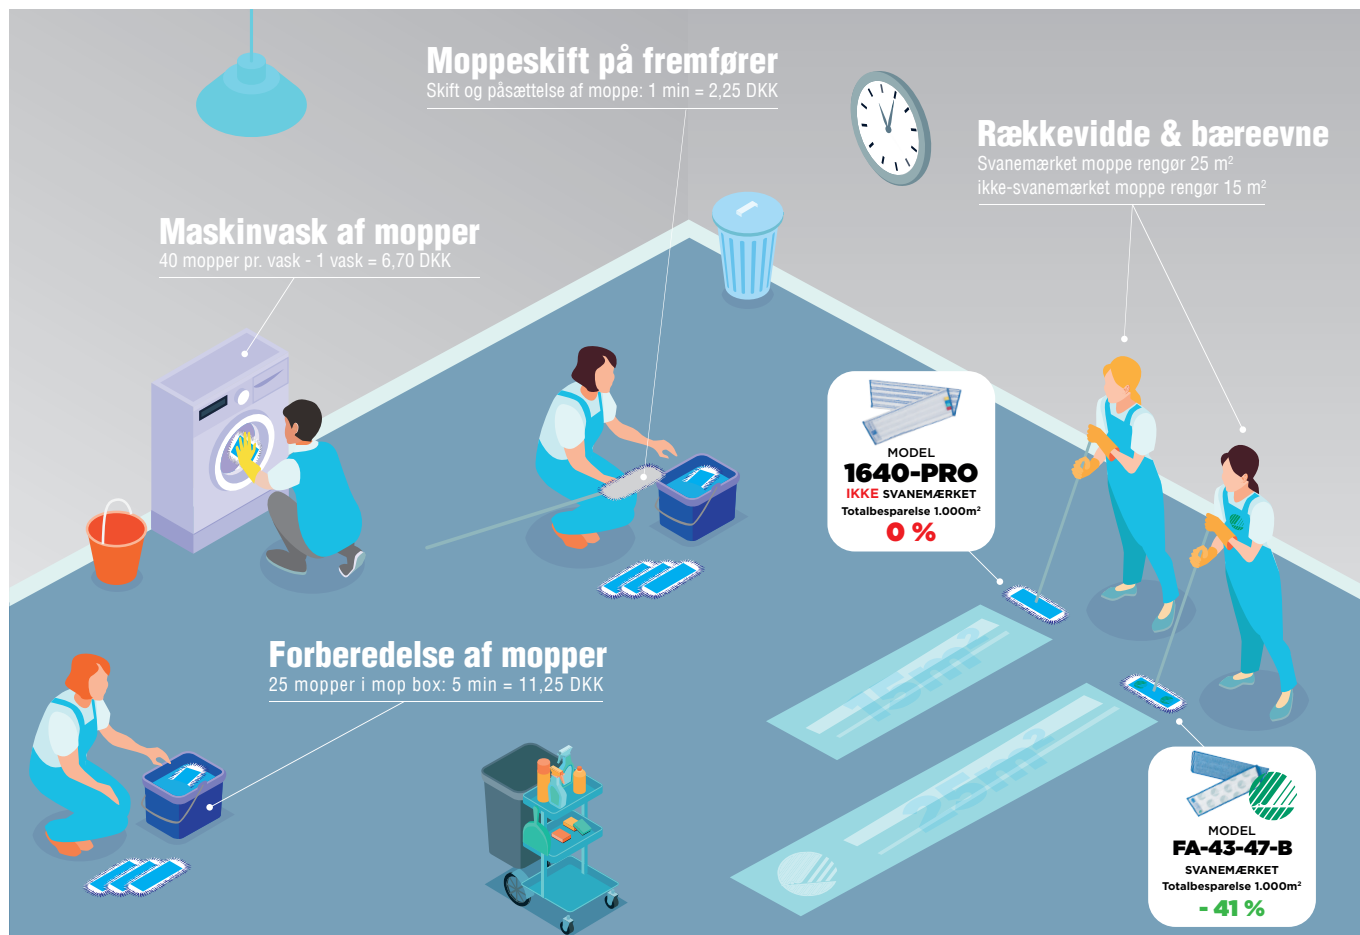 Moppeskift på fremfører
Skift og påsættelse af moppe: 1 min = 2,25 DKK
Rækkevidde & bæreevne
Svanemærket moppe rengør 25 m²
ikke-svanemærket moppe rengør 15 m²
Maskinvask af mopper
40 mopper pr. vask - 1 vask = 6,70 DKK
MODEL
1640-PRO
IKKE SVANEMÆRKET
Totalbesparelse 1.000m²
0 %
Forberedelse af mopper
25 mopper i mop box: 5 min = 11,25 DKK
15m²
25m²
MODEL
FA-43-47-B
SVANEMÆRKET
Totalbesparelse 1.000m²
- 41 %